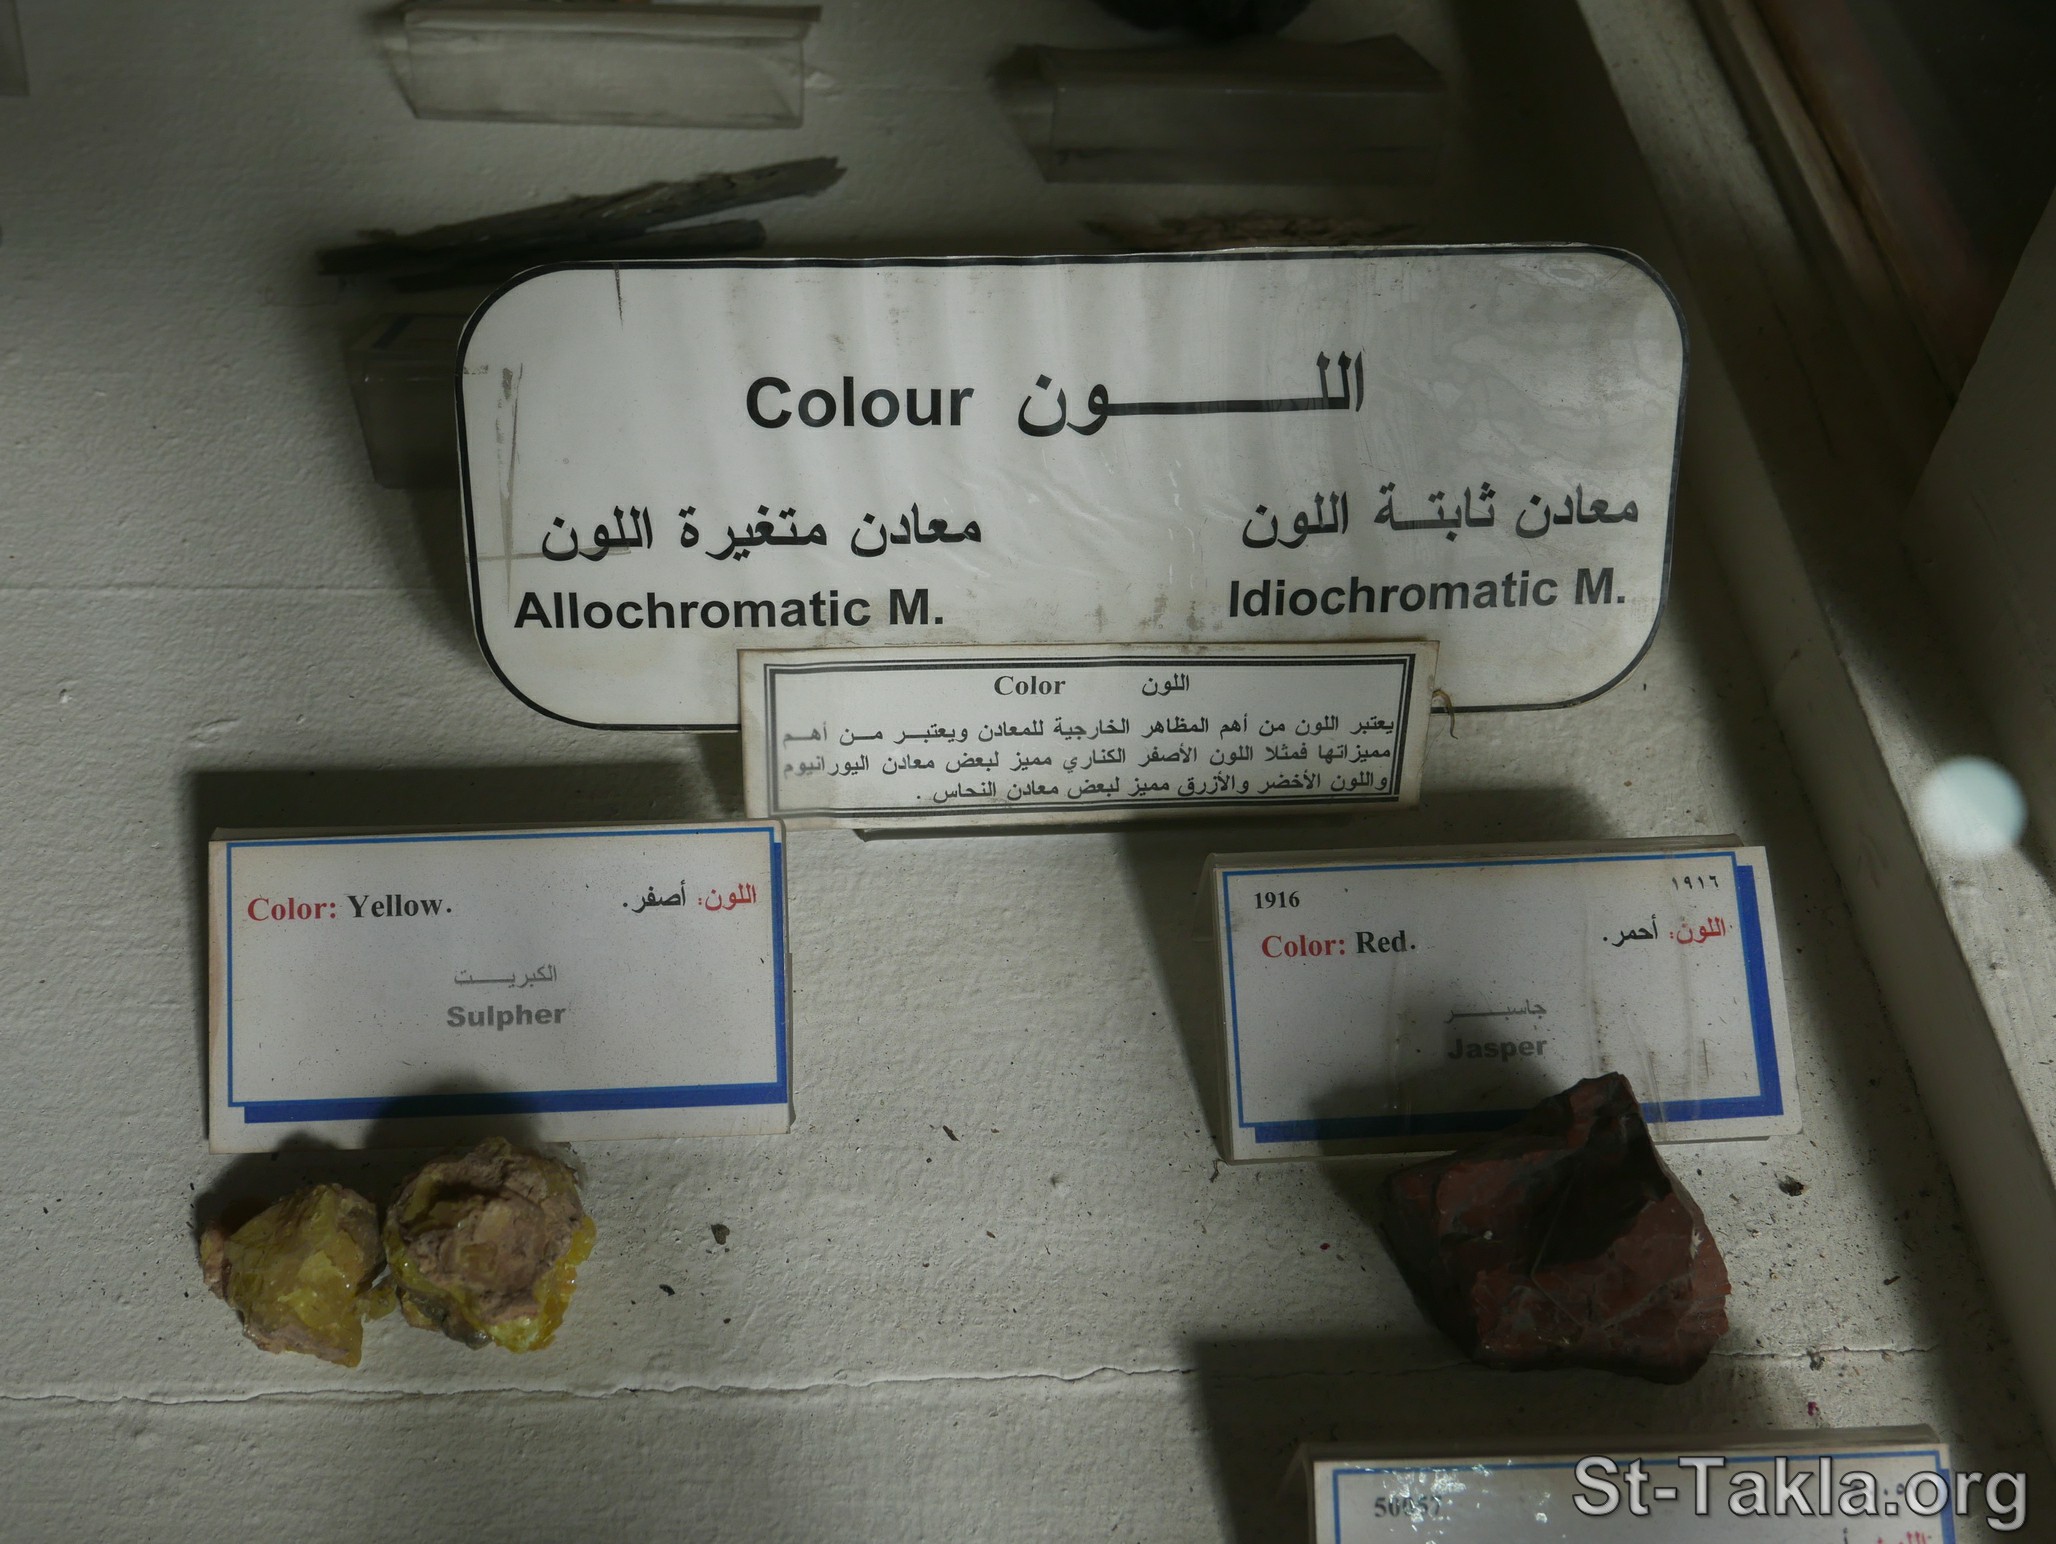 Colour اللـــــــون
معادن متغيرة اللون
Allochromatic M.
معادن ثابتـة اللون
Idiochromatic M.
Color اللون
يعتبر اللون من أهم المظاهر الخارجية للمعادن ويعتبـر مـن أهـم
مميزاتها فمثلا اللون الأصفر الكناري مميز لبعض معادن اليورانيوم
واللون الأخضر والأزرق مميز لبعض معادن النحاس .
Color: Yellow. اللون: أصفر.
الكبريـــت
Sulpher
1916 ١٩١٦
Color: Red. اللون: أحمر.
جاسبـــر
Jasper
St-Takla.org